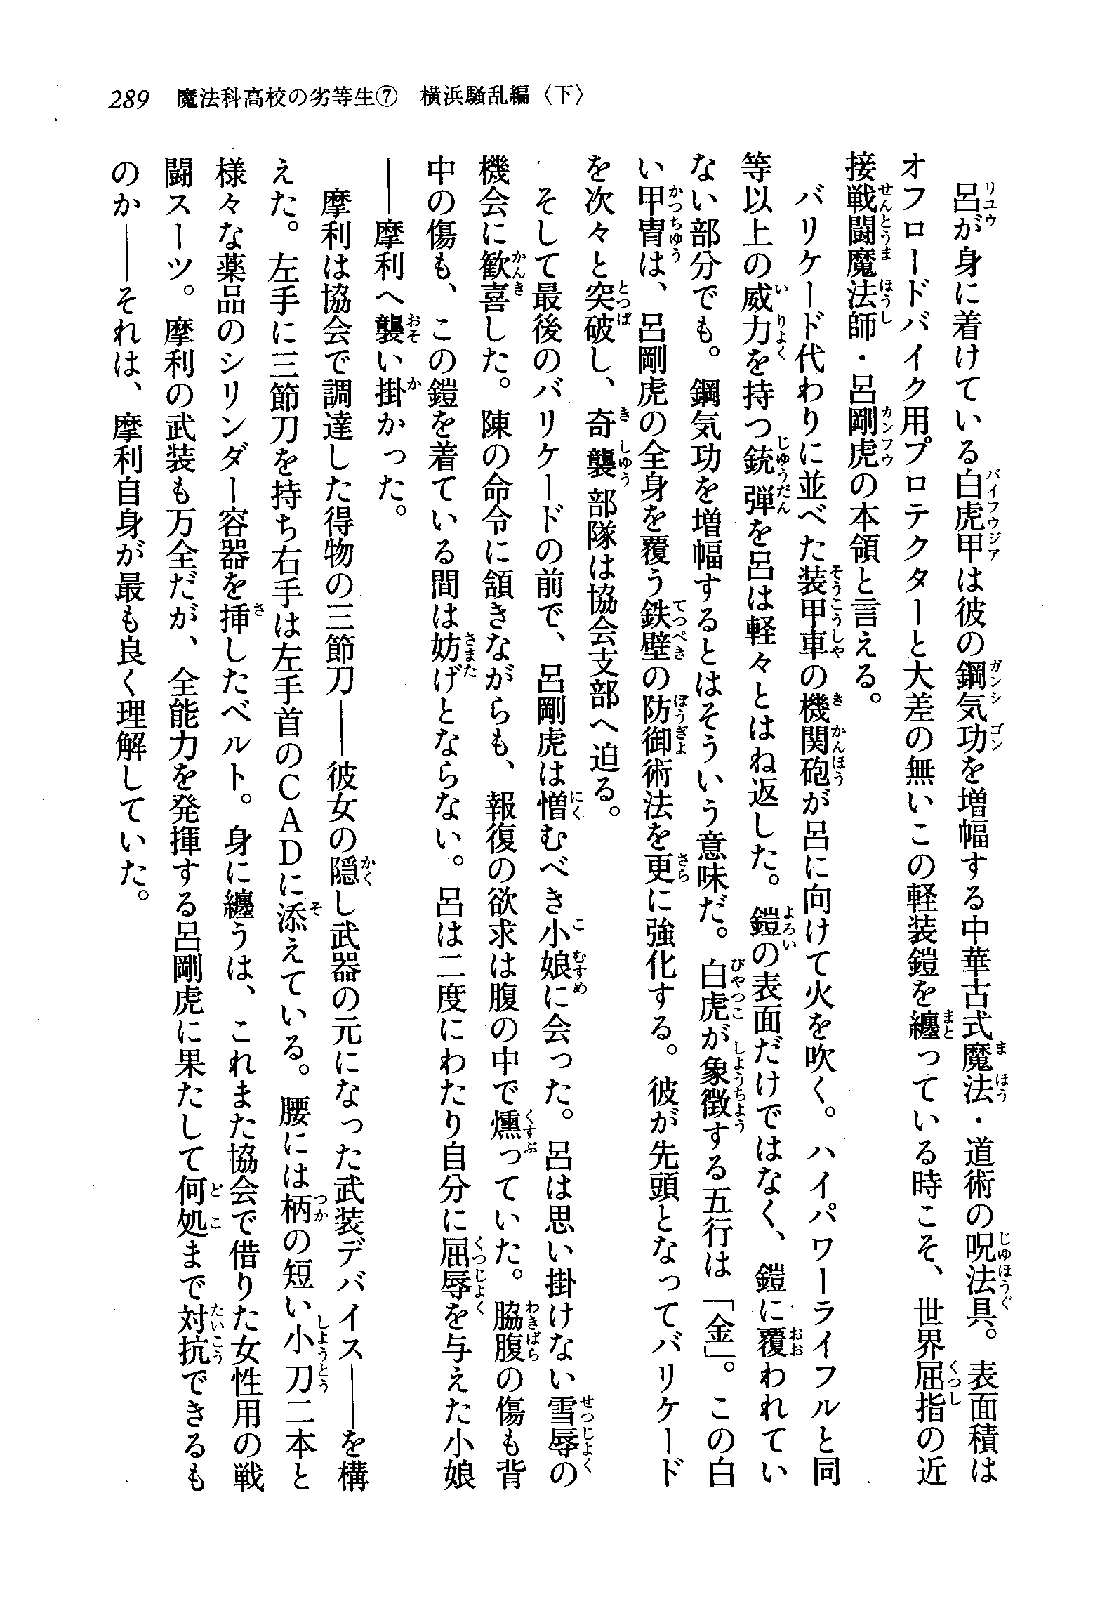 289 魔法科高校の劣等生⑦ 横浜騒乱編〈下〉
呂が身に着けている白虎甲は彼の鋼気功を増幅する中華古式魔法・道術の呪法具。表面積は
オフロードバイク用プロテクターと大差の無いこの軽装鎧を纏っている時こそ、世界屈指の近
接戦闘魔法師・呂剛虎の本領と言える。
バリケード代わりに並べた装甲車の機関砲が呂に向けて火を吹く。ハイパワーライフルと同
等以上の威力を持つ銃弾を呂は軽々とはね返した。鎧の表面だけではなく、鎧に覆われてい
ない部分でも。鋼気功を増幅するとはそういう意味だ。白虎が象徴する五行は「金」。この白
い甲冑は、呂剛虎の全身を覆う鉄壁の防御術法を更に強化する。彼が先頭となってバリケード
を次々と突破し、奇襲部隊は協会支部へ迫る。
そして最後のバリケードの前で、呂剛虎は憎むべき小娘に会った。呂は思い掛けない雪辱の
機会に歓喜した。陳の命令に頷きながらも、報復の欲求は腹の中で燻っていた。脇腹の傷も背
中の傷も、この鎧を着ている間は妨げとならない。呂は二度にわたり自分に屈辱を与えた小娘
――摩利へ襲い掛かった。
摩利は協会で調達した得物の三節刀――彼女の隠し武器の元になった武装デバイス――を構
えた。左手に三節刀を持ち右手は左手首のＣＡＤに添えている。腰には柄の短い小刀二本と
様々な薬品のシリンダー容器を挿したベルト。身に纏うは、これまた協会で借りた女性用の戦
闘スーツ。摩利の武装も万全だが、全能力を発揮する呂剛虎に果たして何処まで対抗できるも
のか――それは、摩利自身が最も良く理解していた。